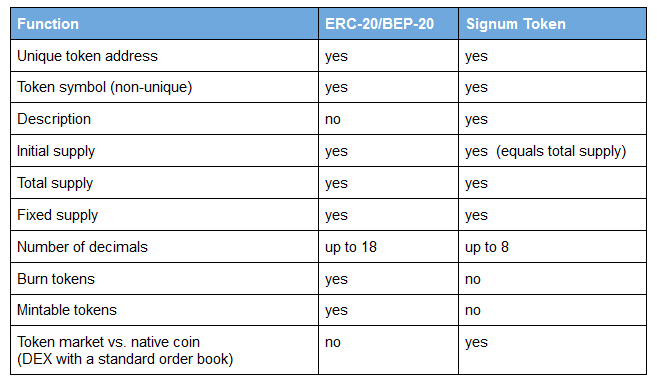 Function ERC-20/BEP-20 Signum Token
Unique token address yes yes
Token symbol (non-unique) yes yes
Description no yes
Initial supply yes yes (equals total supply)
Total supply yes yes
Fixed supply yes yes
Number of decimals up to 18 up to 8
Burn tokens yes no
Mintable tokens yes no
Token market vs. native coin no yes
(DEX with a standard order book)